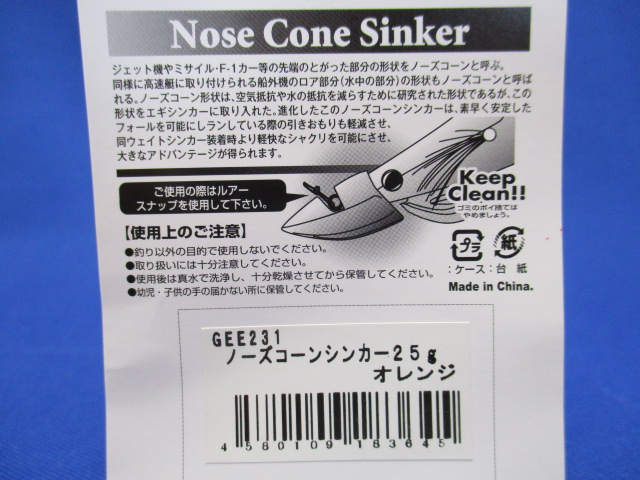 Nose Cone Sinker
ジェット機やミサイル・F-1カー等の先端のとがった部分の形状をノーズコーンと呼ぶ。
同様に高速艇に取り付けられる船外機のロア部分(水中の部分)の形状もノーズコーンと呼ば
れる。ノーズコーン形状は、空気抵抗や水の抵抗を減らすために研究された形状であるが、この
形状をエギシンカーに取り入れた。進化したこのノーズコーンシンカーは、素早く安定した
フォールを可能にしランしている際の引きおもりも軽減させ、
同ウェイトシンカー装着時より軽快なシャクリを可能にさせ、
大きなアドバンテージが得られます。
ご使用の際はルアー
スナップを使用して下さい。
Keep
Clean!!
ゴミのポイ捨ては
やめましょう。
【使用上のご注意】
●釣り以外の目的で使用しないでください。
●取り扱いには十分注意してください。
●使用後は真水で洗浄し、十分乾燥させてから保管してください。
●幼児・子供の手の届かない所に保管してください。
プラ 紙
:ケース :台 紙
Made in China.
GEE231
ノーズコーンシンカー25g
オレンジ
4 580109 183645